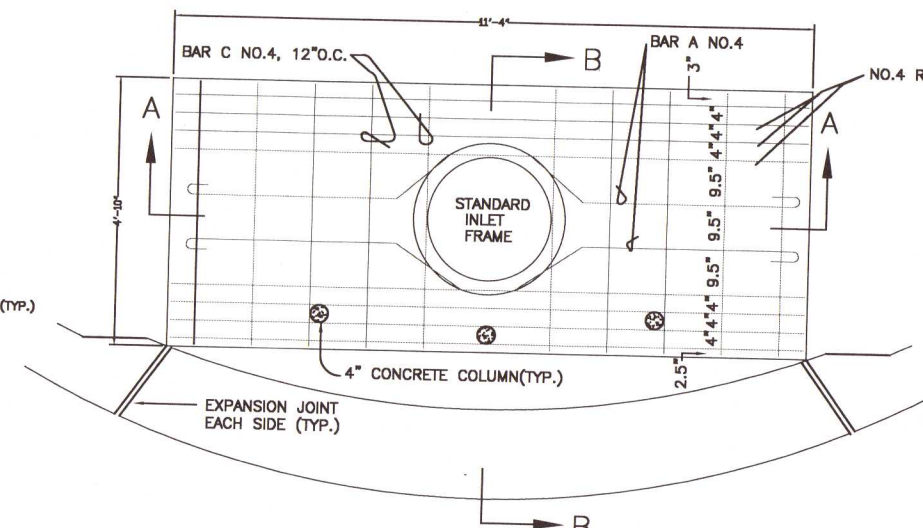 11'-4"
BAR C NO.4, 12"O.C.
B
BAR A NO.4
3"
NO.4 R
A
A
4"4"4"
9.5"
9.5"
9.5"
4"4"4"
2.5"
4'-10"
STANDARD
INLET
FRAME
(TYP.)
4" CONCRETE COLUMN(TYP.)
EXPANSION JOINT
EACH SIDE (TYP.)
B